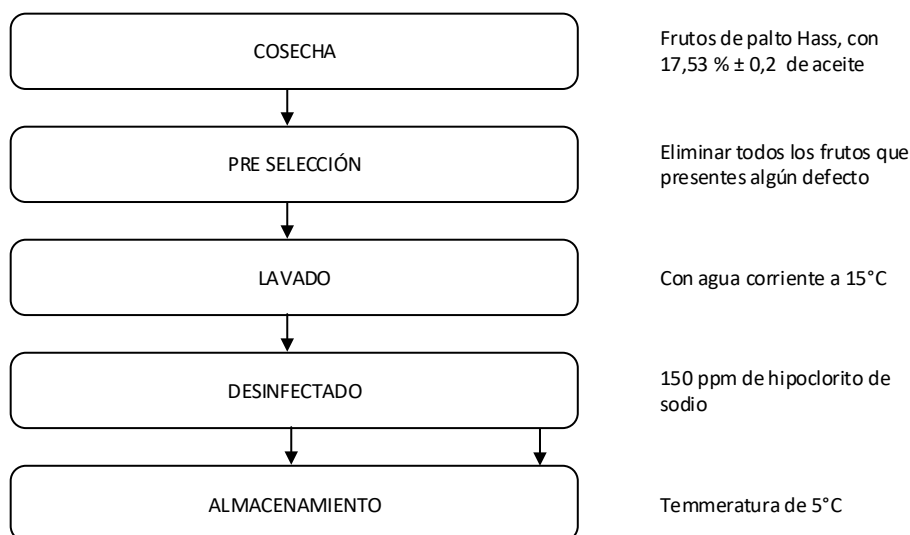 COSECHA
Frutos de palto Hass, con
17,53 % ± 0,2 de aceite
PRE SELECCIÓN
Eliminar todos los frutos que
presentes algún defecto
LAVADO
Con agua corriente a 15°C
DESINFECTADO
150 ppm de hipoclorito de
sodio
ALMACENAMIENTO
Temmeratura de 5°C